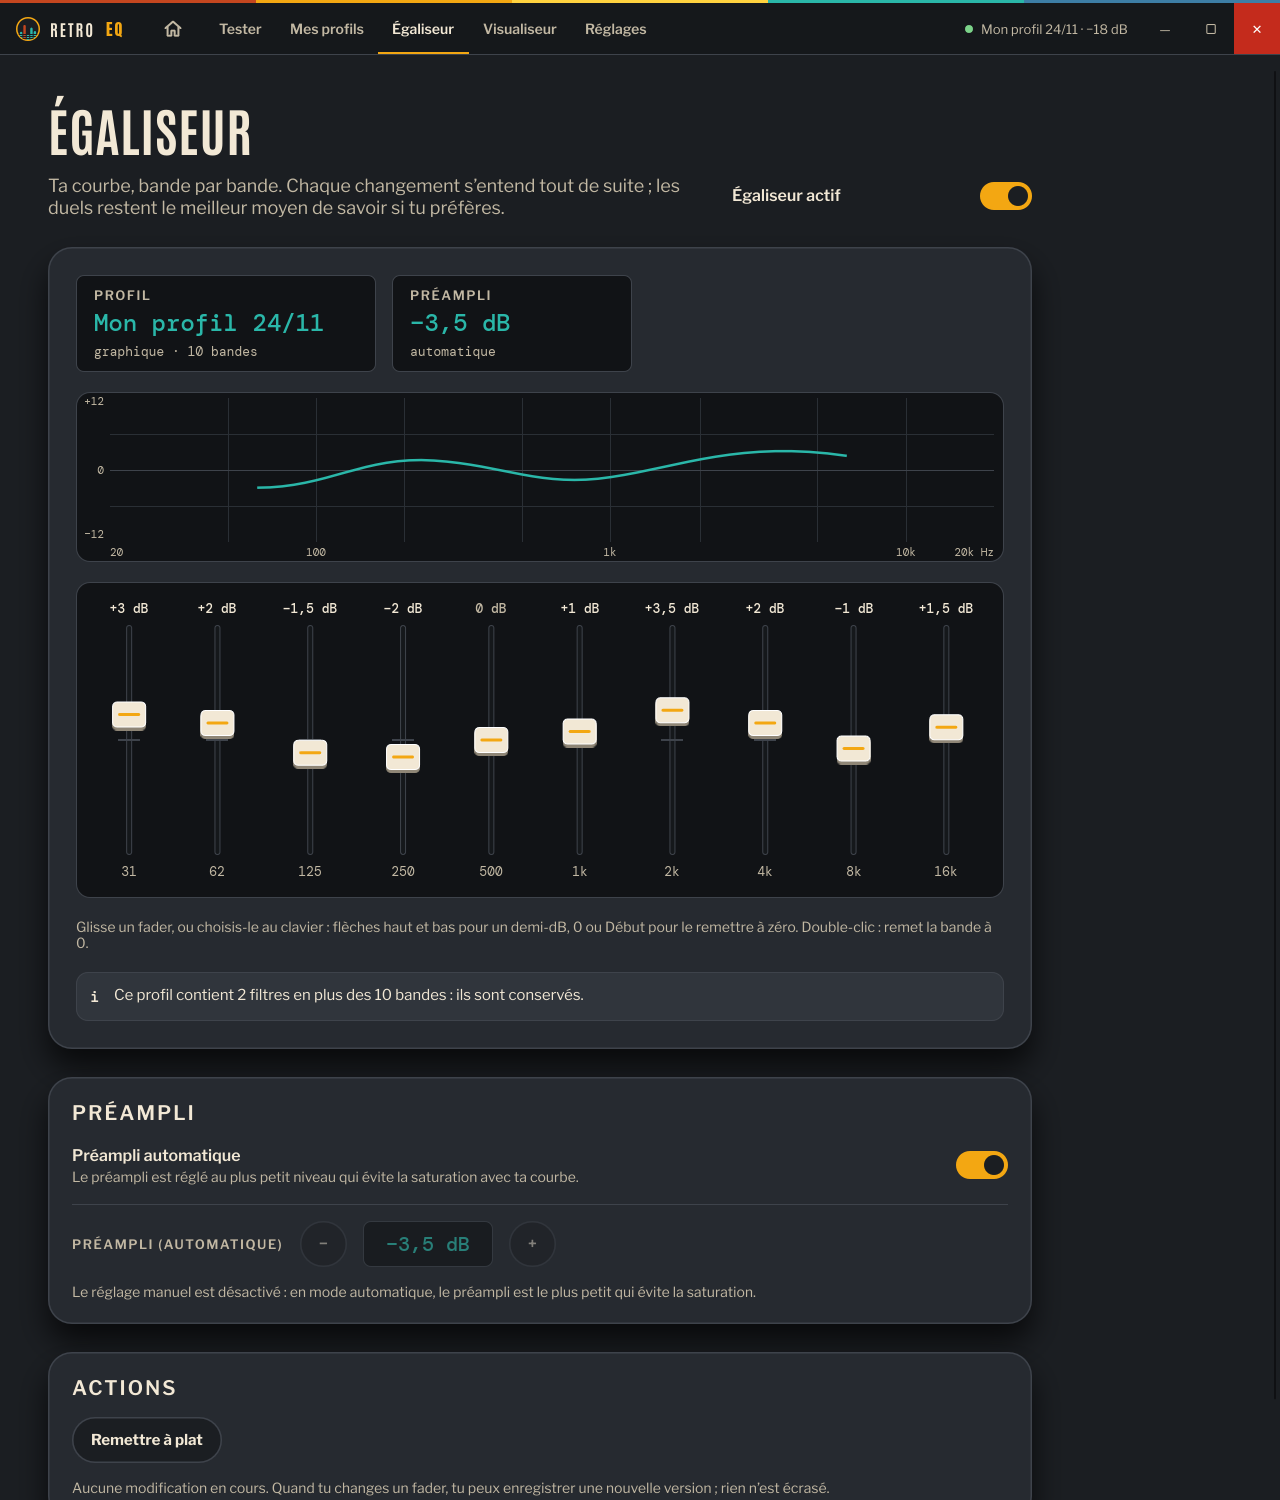 RETRO EQ
Tester
Mes profils
Égaliseur
Visualiseur
Réglages
Mon profil 24/11 · −18 dB
ÉGALISEUR
Ta courbe, bande par bande. Chaque changement s’entend tout de suite ; les
duels restent le meilleur moyen de savoir si tu préfères.
Égaliseur actif
PROFIL
Mon profil 24/11
graphique · 10 bandes
PRÉAMPLI
−3,5 dB
automatique
+12
0
−12
20 100 1k 10k 20k Hz
+3 dB +2 dB −1,5 dB −2 dB 0 dB +1 dB +3,5 dB +2 dB −1 dB +1,5 dB
31 62 125 250 500 1k 2k 4k 8k 16k
Glisse un fader, ou choisis-le au clavier : flèches haut et bas pour un demi-dB, 0 ou Début pour le remettre à zéro. Double-clic : remet la bande à
0.
i Ce profil contient 2 filtres en plus des 10 bandes : ils sont conservés.
PRÉAMPLI
Préampli automatique
Le préampli est réglé au plus petit niveau qui évite la saturation avec ta courbe.
PRÉAMPLI (AUTOMATIQUE) − −3,5 dB +
Le réglage manuel est désactivé : en mode automatique, le préampli est le plus petit qui évite la saturation.
ACTIONS
Remettre à plat
Aucune modification en cours. Quand tu changes un fader, tu peux enregistrer une nouvelle version ; rien n’est écrasé.